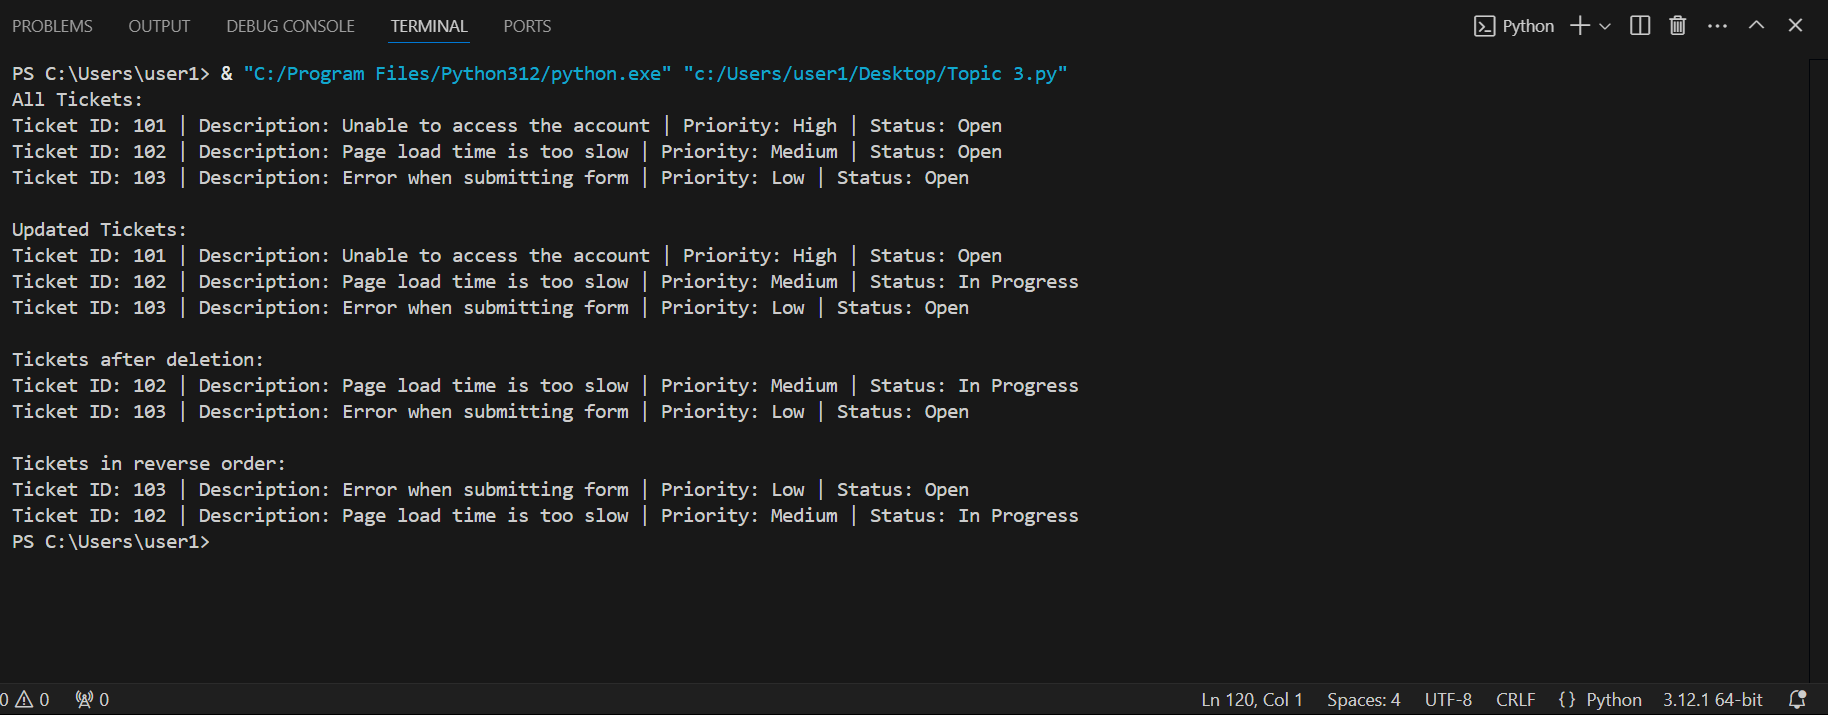 PROBLEMS OUTPUT DEBUG CONSOLE TERMINAL PORTS Python
PS C:\Users\user1> & "C:/Program Files/Python312/python.exe" "c:/Users/user1/Desktop/Topic 3.py"
All Tickets:
Ticket ID: 101 | Description: Unable to access the account | Priority: High | Status: Open
Ticket ID: 102 | Description: Page load time is too slow | Priority: Medium | Status: Open
Ticket ID: 103 | Description: Error when submitting form | Priority: Low | Status: Open
Updated Tickets:
Ticket ID: 101 | Description: Unable to access the account | Priority: High | Status: Open
Ticket ID: 102 | Description: Page load time is too slow | Priority: Medium | Status: In Progress
Ticket ID: 103 | Description: Error when submitting form | Priority: Low | Status: Open
Tickets after deletion:
Ticket ID: 102 | Description: Page load time is too slow | Priority: Medium | Status: In Progress
Ticket ID: 103 | Description: Error when submitting form | Priority: Low | Status: Open
Tickets in reverse order:
Ticket ID: 103 | Description: Error when submitting form | Priority: Low | Status: Open
Ticket ID: 102 | Description: Page load time is too slow | Priority: Medium | Status: In Progress
PS C:\Users\user1>
0 0 0 Ln 120, Col 1 Spaces: 4 UTF-8 CRLF {} Python 3.12.1 64-bit